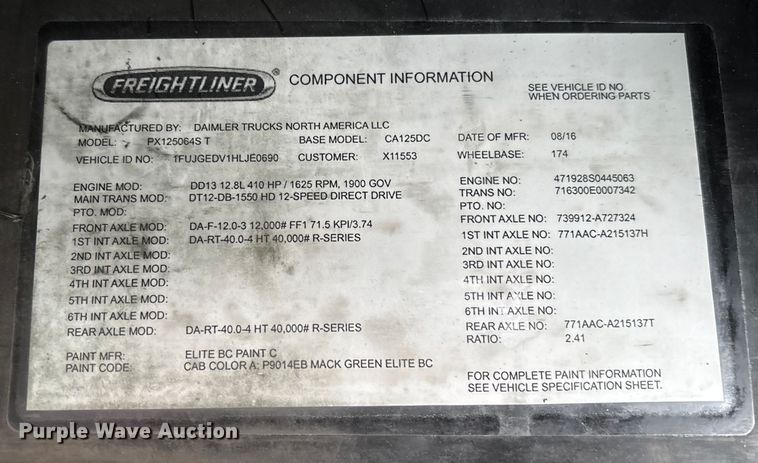 FREIGHTLINER ® COMPONENT INFORMATION
SEE VEHICLE ID NO.
WHEN ORDERING PARTS
MANUFACTURED BY: DAIMLER TRUCKS NORTH AMERICA LLC
MODEL: PX125064S T BASE MODEL: CA125DC DATE OF MFR: 08/16
VEHICLE ID NO: 1FUJGEDV1HLJE0690 CUSTOMER: X11553 WHEELBASE: 174
ENGINE MOD: DD13 12.8L 410 HP / 1625 RPM, 1900 GOV ENGINE NO: 471928S0445063
MAIN TRANS MOD: DT12-DB-1550 HD 12-SPEED DIRECT DRIVE TRANS NO: 716300E0007342
PTO. MOD: PTO. NO:
FRONT AXLE MOD: DA-F-12.0-3 12,000# FF1 71.5 KPI/3.74 FRONT AXLE NO: 739912-A727324
1ST INT AXLE MOD: DA-RT-40.0-4 HT 40,000# R-SERIES 1ST INT AXLE NO: 771AAC-A215137H
2ND INT AXLE MOD: 2ND INT AXLE NO:
3RD INT AXLE MOD: 3RD INT AXLE NO:
4TH INT AXLE MOD: 4TH INT AXLE NO:
5TH INT AXLE MOD: 5TH INT AXLE NO:
6TH INT AXLE MOD: 6TH INT AXLE NO:
REAR AXLE MOD: DA-RT-40.0-4 HT 40,000# R-SERIES REAR AXLE NO: 771AAC-A215137T
RATIO: 2.41
PAINT MFR: ELITE BC PAINT C
PAINT CODE: CAB COLOR A: P9014EB MACK GREEN ELITE BC
FOR COMPLETE PAINT INFORMATION
SEE VEHICLE SPECIFICATION SHEET.
Purple Wave Auction